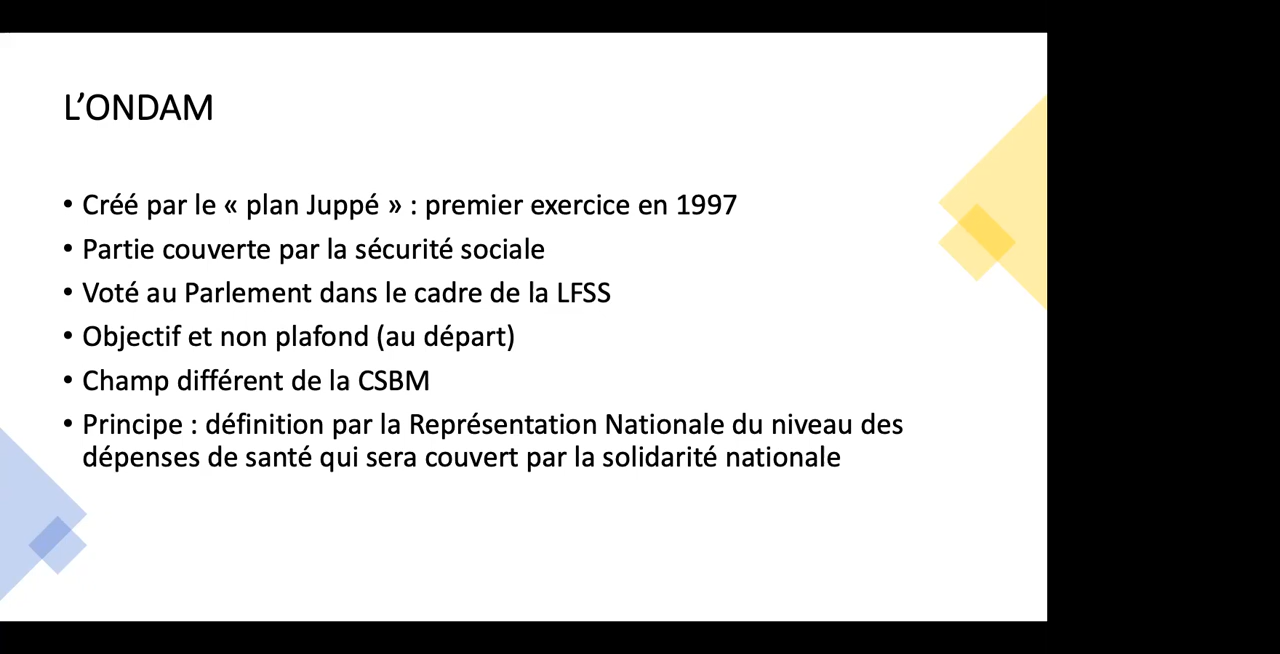 L’ONDAM
• Créé par le « plan Juppé » : premier exercice en 1997
• Partie couverte par la sécurité sociale
• Voté au Parlement dans le cadre de la LFSS
• Objectif et non plafond (au départ)
• Champ différent de la CSBM
• Principe : définition par la Représentation Nationale du niveau des
dépenses de santé qui sera couvert par la solidarité nationale